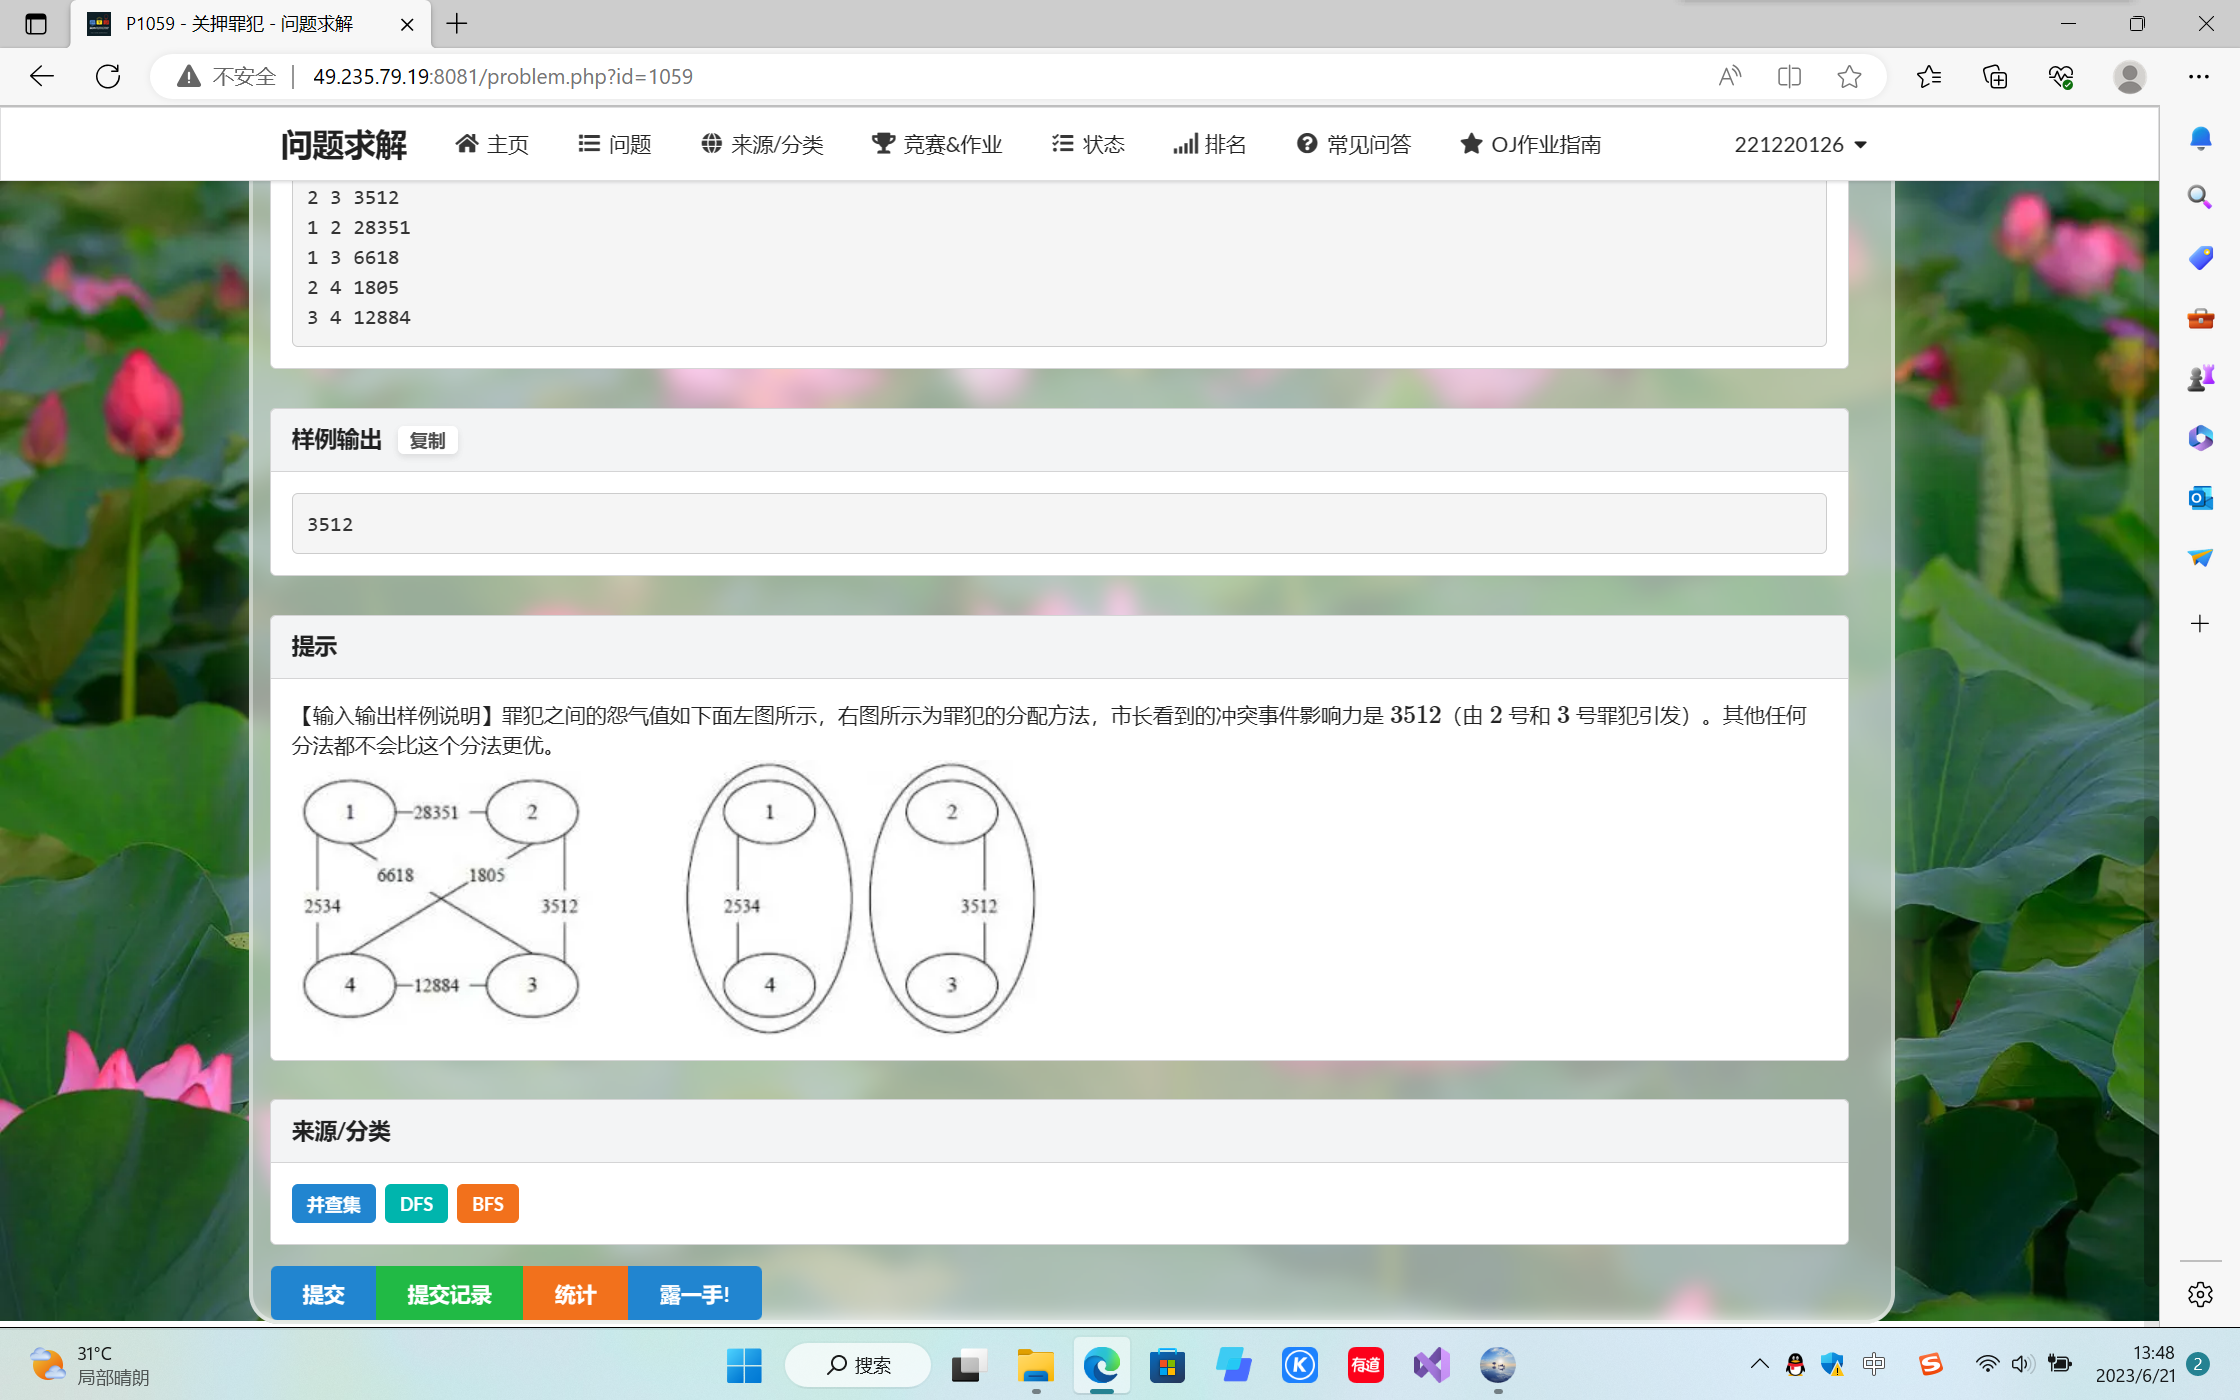 P1059 - 关押罪犯 - 问题求解
不安全 49.235.79.19:8081/problem.php?id=1059
问题求解 主页 问题 来源/分类 竞赛&作业 状态 排名 常见问答 OJ作业指南 221220126
2 3 3512
1 2 28351
1 3 6618
2 4 1805
3 4 12884
样例输出 复制
3512
提示
【输入输出样例说明】罪犯之间的怨气值如下面左图所示，右图所示为罪犯的分配方法，市长看到的冲突事件影响力是 3512（由 2 号和 3 号罪犯引发）。其他任何
分法都不会比这个分法更优。
1 28351 2 1 2
6618 1805
2534 3512 2534 3512
4 12884 3 4 3
来源/分类
并查集 DFS BFS
提交 提交记录 统计 露一手!
31°C
局部晴朗
搜索
有道
中
13:48
2023/6/21
2